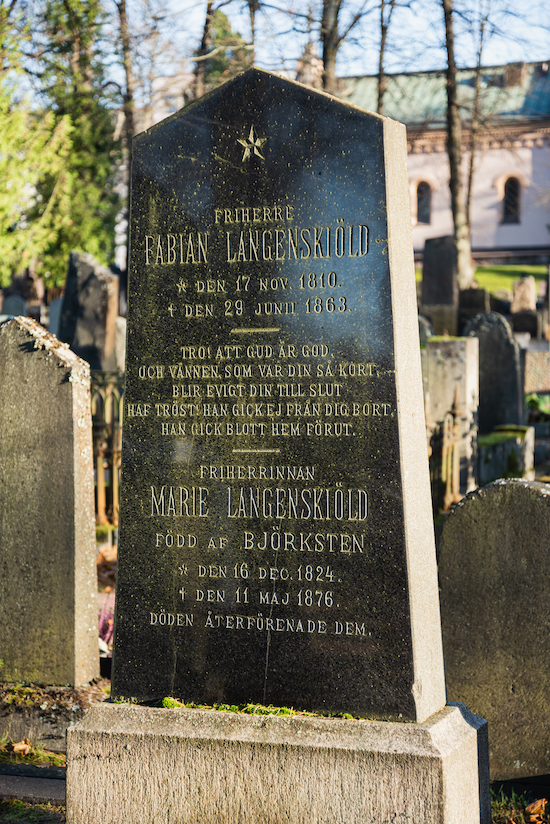 FRIHERRE
FABIAN LANGENSKIÖLD
* DEN 17 NOV. 1810.
† DEN 29 JUNII 1863.
TRO! ATT GUD ÄR GOD,
OCH VÄNNEN, SOM VAR DIN SÅ KORT,
BLIR EVIGT DIN TILL SLUT
HAF TRÖST! HAN GICK EJ FRÅN DIG BORT,
HAN GICK BLOTT HEM FÖRUT.
FRIHERRINNAN
MARIE LANGENSKIÖLD
FÖDD AF BJÖRKSTEN
* DEN 16 DEC. 1824.
† DEN 11 MAJ 1876.
DÖDEN ÅTERFÖRENADE DEM.